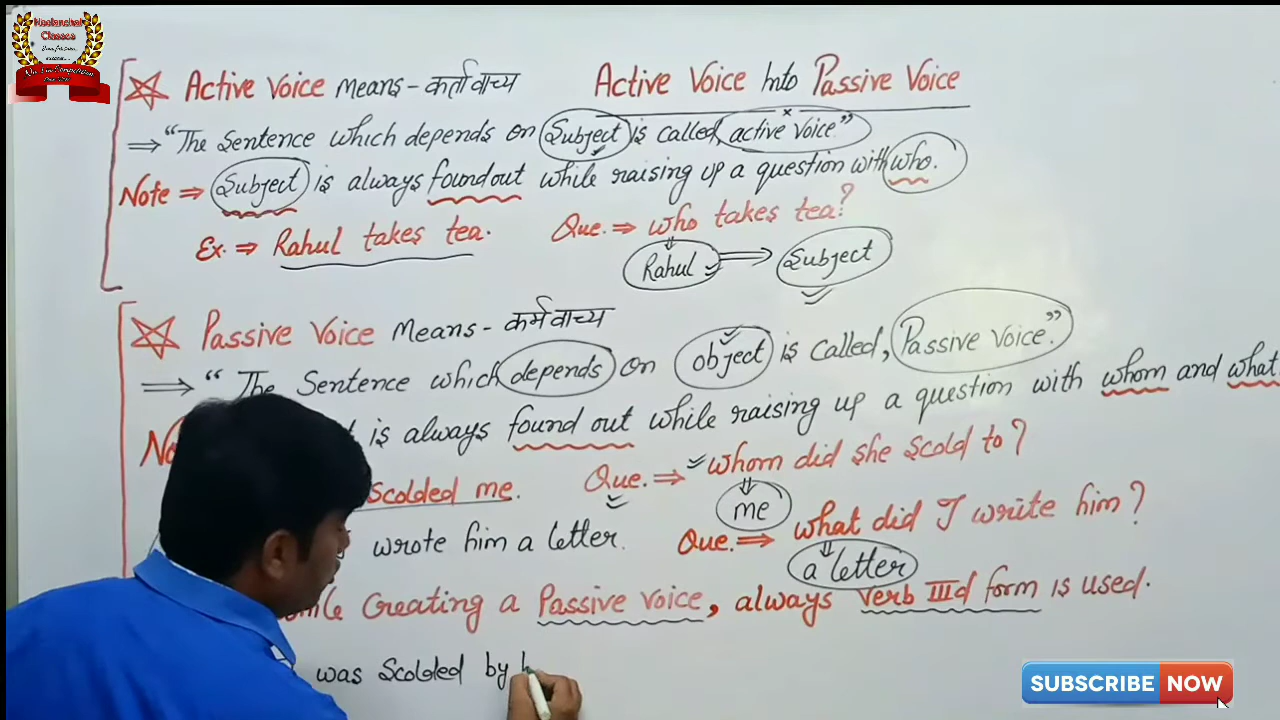 Neelanchal
Classes
Active Voice Means - कर्तावाच्य
Active Voice Into Passive Voice
⇒ "The Sentence which depends on Subject is called, active voice"
Note ⇒ Subject is always found out while raising up a question with who.
Ex. ⇒ Rahul takes tea. Que. ⇒ who takes tea?
Rahul ⇒ Subject
Passive Voice Means - कर्मवाच्य
⇒ " The Sentence which depends on object is called, Passive Voice."
is always found out while raising up a question with whom and what.
Scolded me. Que. ⇒ whom did she scold to?
me
wrote him a letter. Que. ⇒ what did I write him?
a letter
Creating a Passive voice, always verb IIId form is used.
was Scolded by
SUBSCRIBE NOW